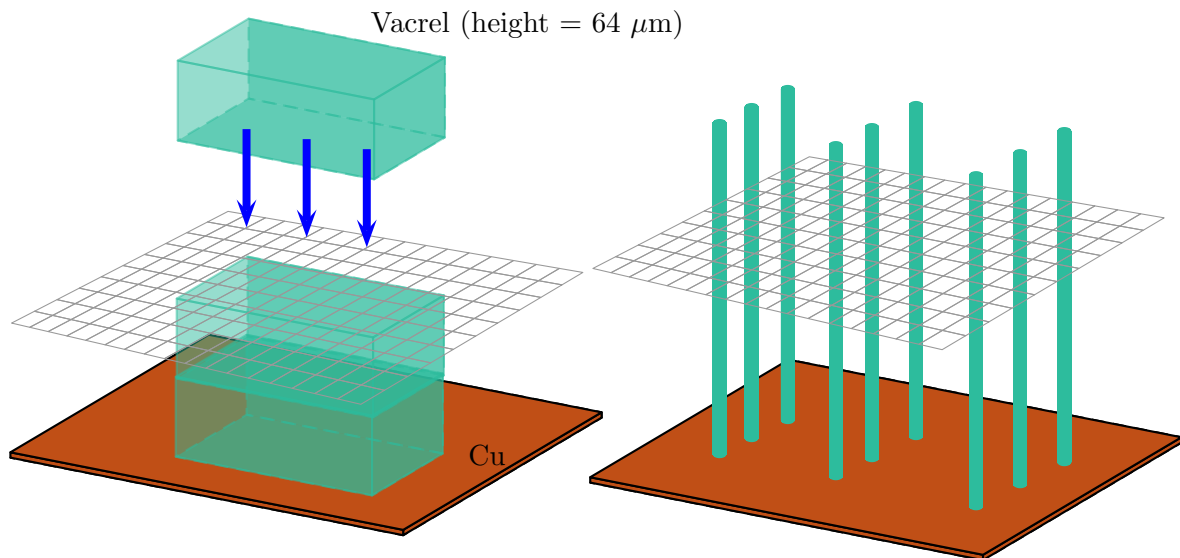 Vacrel (height = 64 μm)
Cu